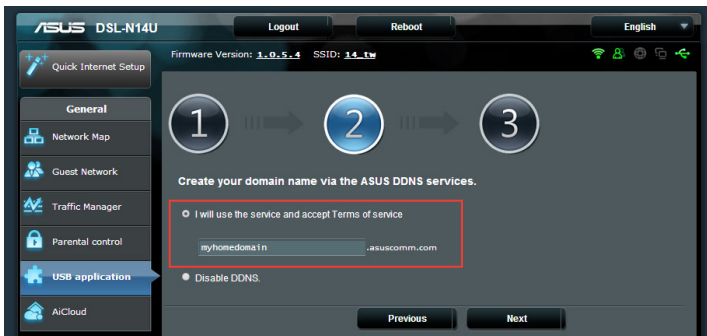 ASUS DSL-N14U Logout Reboot English
Quick Internet Setup
Firmware Version: 1.0.5.4 SSID: 14_tw
General
Network Map
Guest Network
Traffic Manager
Parental control
USB application
AiCloud
1 2 3
Create your domain name via the ASUS DDNS services.
I will use the service and accept Terms of service
myhomedomain .asuscomm.com
Disable DDNS.
Previous Next